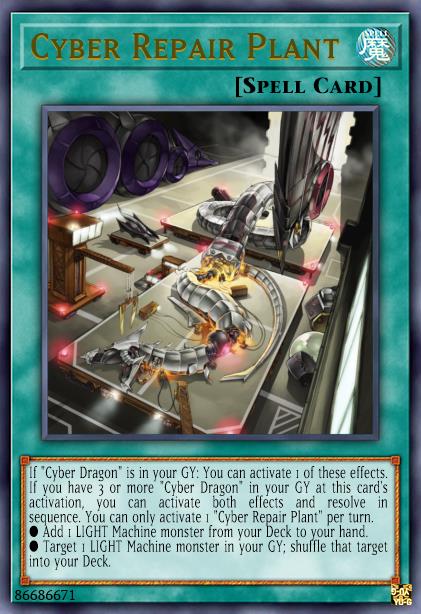 Cyber Repair Plant
魔
[Spell Card]
If "Cyber Dragon" is in your GY: You can activate 1 of these effects.
If you have 3 or more "Cyber Dragon" in your GY at this card's
activation, you can activate both effects and resolve in
sequence. You can only activate 1 "Cyber Repair Plant" per turn.
● Add 1 LIGHT Machine monster from your Deck to your hand.
● Target 1 LIGHT Machine monster in your GY; shuffle that target
into your Deck.
86686671